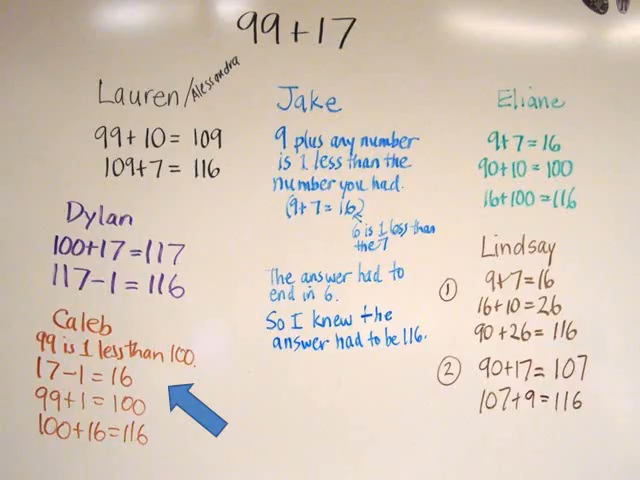 99+17
Lauren/Alessandra
99+10=109
109+7=116
Dylan
100+17=117
117-1=116
Caleb
99 is 1 less than 100.
17-1=16
99+1=100
100+16=116
Jake
9 plus any number
is 1 less than the
number you had.
(9+7=16)
6 is 1 less than
the 7
The answer had to
end in 6.
So I knew the
answer had to be 116.
Eliane
9+7=16
90+10=100
16+100=116
Lindsay
① 9+7=16
16+10=26
90+26=116
② 90+17=107
107+9=116